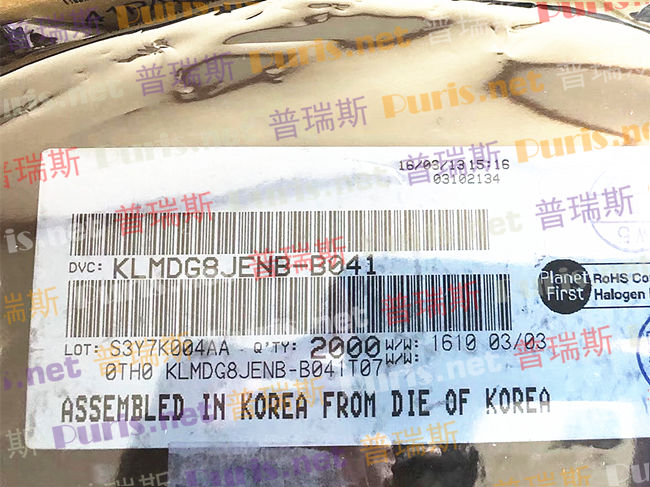 16/03/13 15:16
03102134
DVC: KLMDG8JENB-B041
Planet First
RoHS Co
Halogen
LOT: S3Y7K004AA Q'TY: 2000 W/W: 1610 03/03
W/W:
0TH0 KLMDG8JENB-B041T07
ASSEMBLED IN KOREA FROM DIE OF KOREA
普瑞斯 Puris.net